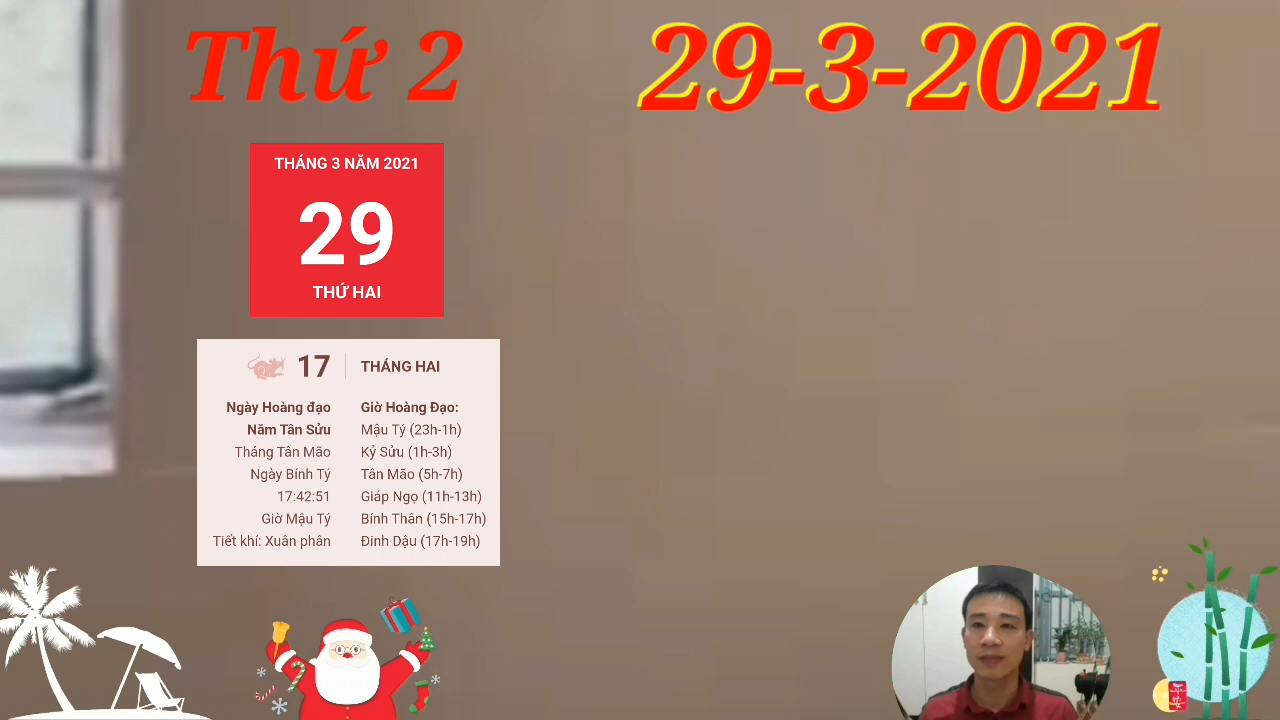 Thứ 2
29-3-2021
THÁNG 3 NĂM 2021
29
THỨ HAI
17
THÁNG HAI
Ngày Hoàng đạo
Năm Tân Sửu
Tháng Tân Mão
Ngày Bính Tý
17:42:51
Giờ Mậu Tý
Tiết khí: Xuân phân
Giờ Hoàng Đạo:
Mậu Tý (23h-1h)
Kỷ Sửu (1h-3h)
Tân Mão (5h-7h)
Giáp Ngọ (11h-13h)
Bính Thân (15h-17h)
Đinh Dậu (17h-19h)